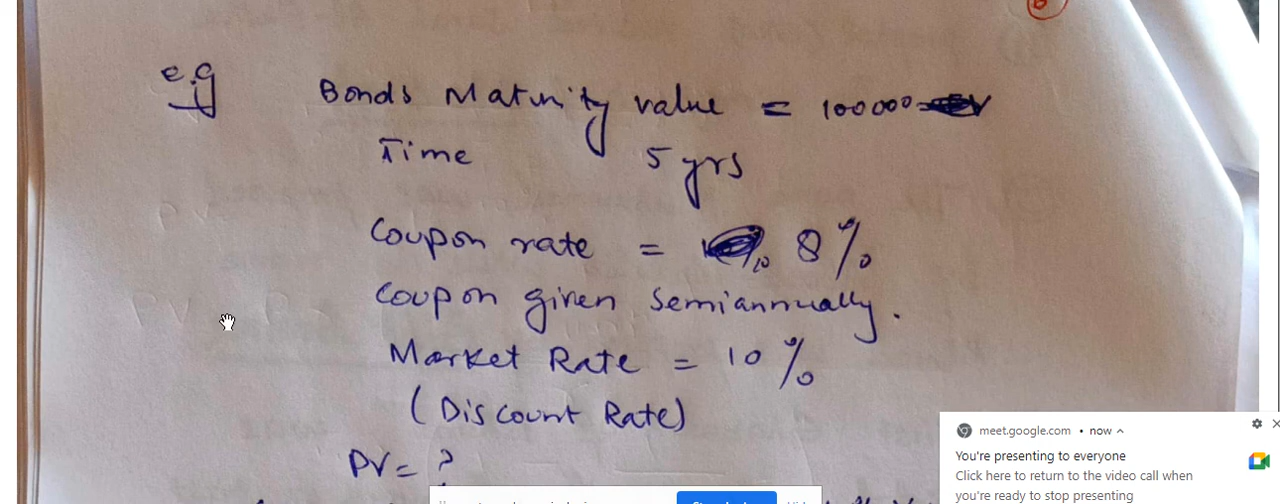 e.g Bonds Maturity value = 100000
Time 5 yrs
Coupon rate = 8%
Coupon given Semiannually.
Market Rate = 10%
(Discount Rate)
PV = ?
meet.google.com • now
You're presenting to everyone
Click here to return to the video call when
you're ready to stop presenting